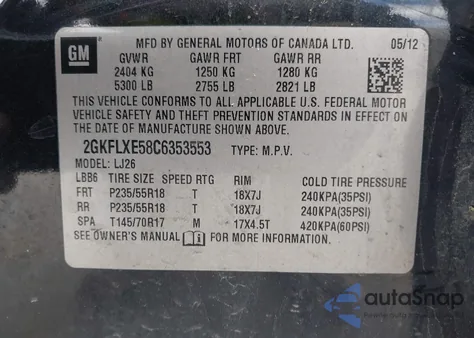 GM
MFD BY GENERAL MOTORS OF CANADA LTD. 05/12
GVWR GAWR FRT GAWR RR
2404 KG 1250 KG 1280 KG
5300 LB 2755 LB 2821 LB
THIS VEHICLE CONFORMS TO ALL APPLICABLE U.S. FEDERAL MOTOR
VEHICLE SAFETY AND THEFT PREVENTION STANDARDS IN
EFFECT ON THE DATE OF MANUFACTURE SHOWN ABOVE.
2GKFLXE58C6353553 TYPE: M.P.V.
MODEL: LJ26
LBB6 TIRE SIZE SPEED RTG RIM COLD TIRE PRESSURE
FRT P235/55R18 T 18X7J 240KPA(35PSI)
RR P235/55R18 T 18X7J 240KPA(35PSI)
SPA T145/70R17 M 17X4.5T 420KPA(60PSI)
SEE OWNER'S MANUAL FOR MORE INFORMATION
autoSnap